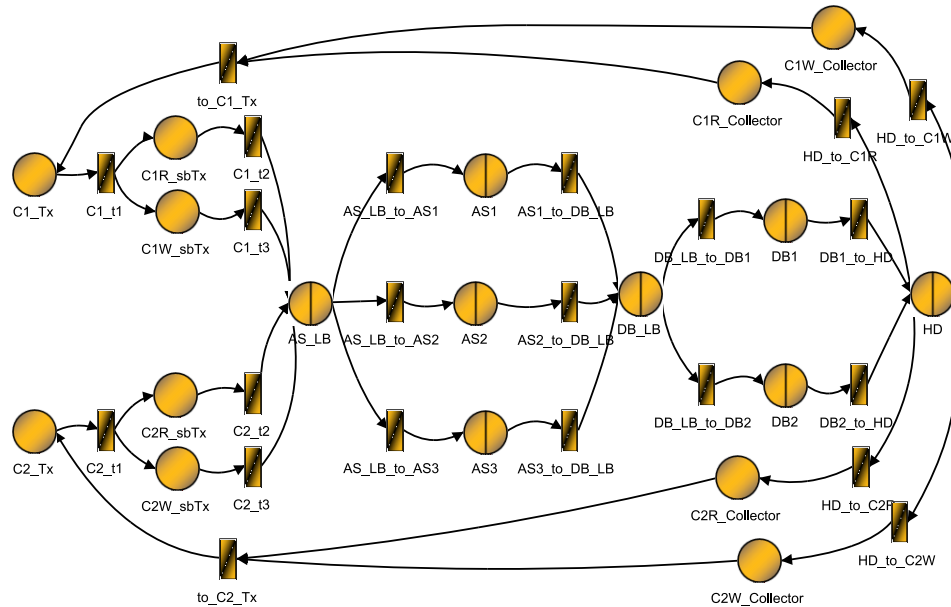 C1W_Collector
to_C1_Tx
C1R_Collector
HD_to_C1W
HD_to_C1R
C1R_sbTx
C1_t2
C1_Tx
C1_t1
AS_LB_to_AS1
AS1
AS1_to_DB_LB
C1W_sbTx
C1_t3
DB_LB_to_DB1
DB1
DB1_to_HD
AS_LB
DB_LB
HD
AS_LB_to_AS2
AS2
AS2_to_DB_LB
C2R_sbTx
C2_t2
DB_LB_to_DB2
DB2
DB2_to_HD
C2_Tx
C2_t1
AS_LB_to_AS3
AS3
AS3_to_DB_LB
C2W_sbTx
C2_t3
C2R_Collector
HD_to_C2R
HD_to_C2W
to_C2_Tx
C2W_Collector